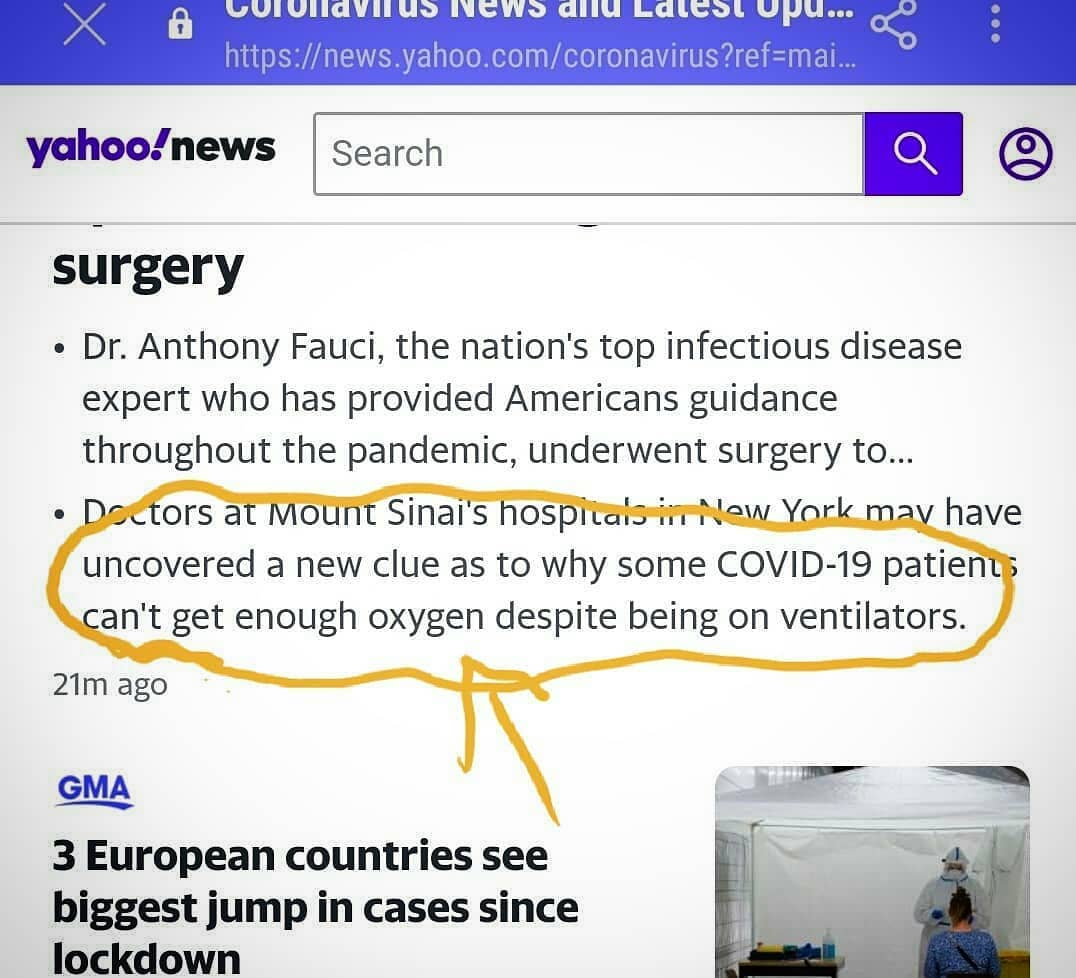 Coronavirus News and Latest Upd...
https://news.yahoo.com/coronavirus?ref=mai...
yahoo!news
Search
surgery
• Dr. Anthony Fauci, the nation's top infectious disease
expert who has provided Americans guidance
throughout the pandemic, underwent surgery to...
• Doctors at Mount Sinai's hospitals in New York may have
uncovered a new clue as to why some COVID-19 patients
can't get enough oxygen despite being on ventilators.
21m ago
GMA
3 European countries see
biggest jump in cases since
lockdown